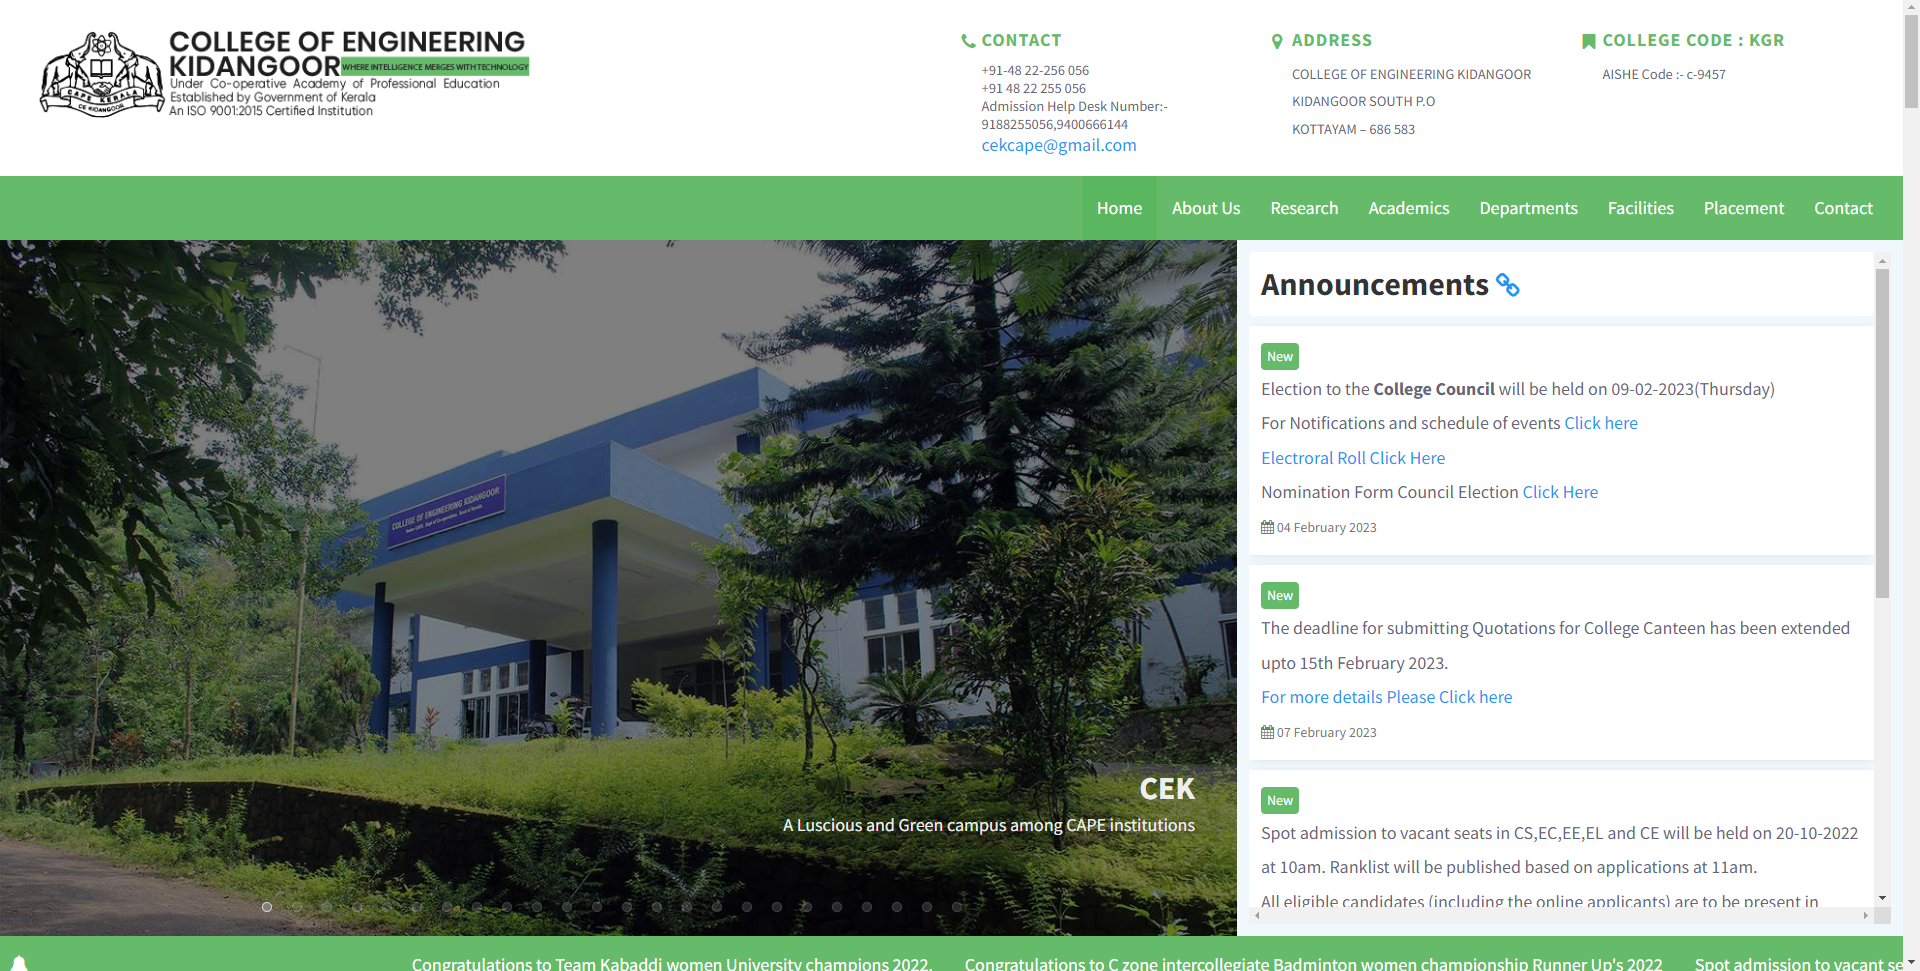 COLLEGE OF ENGINEERING
KIDANGOOR WHERE INTELLIGENCE MERGES WITH TECHNOLOGY
Under Co-operative Academy of Professional Education
Established by Government of Kerala
An ISO 9001:2015 Certified Institution
CAPE KERALA
CE KIDANGOOR
CONTACT
+91-48 22-256 056
+91 48 22 255 056
Admission Help Desk Number:-
9188255056,9400666144
cekcape@gmail.com
ADDRESS
COLLEGE OF ENGINEERING KIDANGOOR
KIDANGOOR SOUTH P.O
KOTTAYAM – 686 583
COLLEGE CODE : KGR
AISHE Code :- c-9457
Home About Us Research Academics Departments Facilities Placement Contact
COLLEGE OF ENGINEERING KIDANGOOR
CEK
A Luscious and Green campus among CAPE institutions
Announcements
New
Election to the College Council will be held on 09-02-2023(Thursday)
For Notifications and schedule of events Click here
Electroral Roll Click Here
Nomination Form Council Election Click Here
04 February 2023
New
The deadline for submitting Quotations for College Canteen has been extended
upto 15th February 2023.
For more details Please Click here
07 February 2023
New
Spot admission to vacant seats in CS,EC,EE,EL and CE will be held on 20-10-2022
at 10am. Ranklist will be published based on applications at 11am.
All eligible candidates (including the online applicants) are to be present in
Congratulations to Team Kabaddi women University champions 2022. Congratulations to C zone intercollegiate Badminton women championship Runner Up's 2022 Spot admission to vacant se